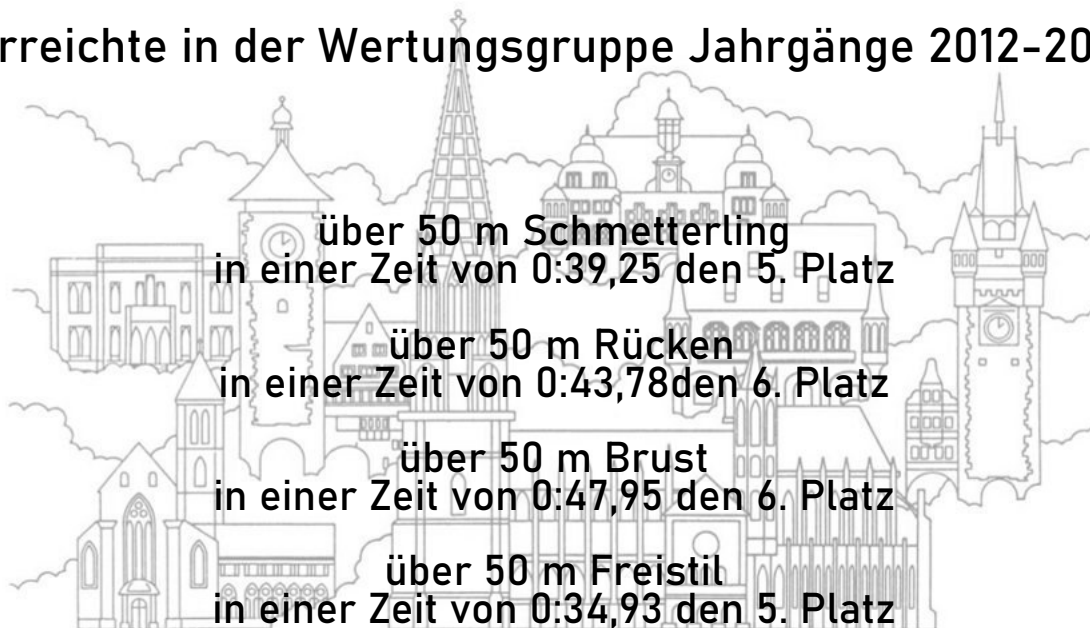 rreichte in der Wertungsgruppe Jahrgänge 2012-20
über 50 m Schmetterling
in einer Zeit von 0:39,25 den 5. Platz
über 50 m Rücken
in einer Zeit von 0:43,78den 6. Platz
über 50 m Brust
in einer Zeit von 0:47,95 den 6. Platz
über 50 m Freistil
in einer Zeit von 0:34,93 den 5. Platz